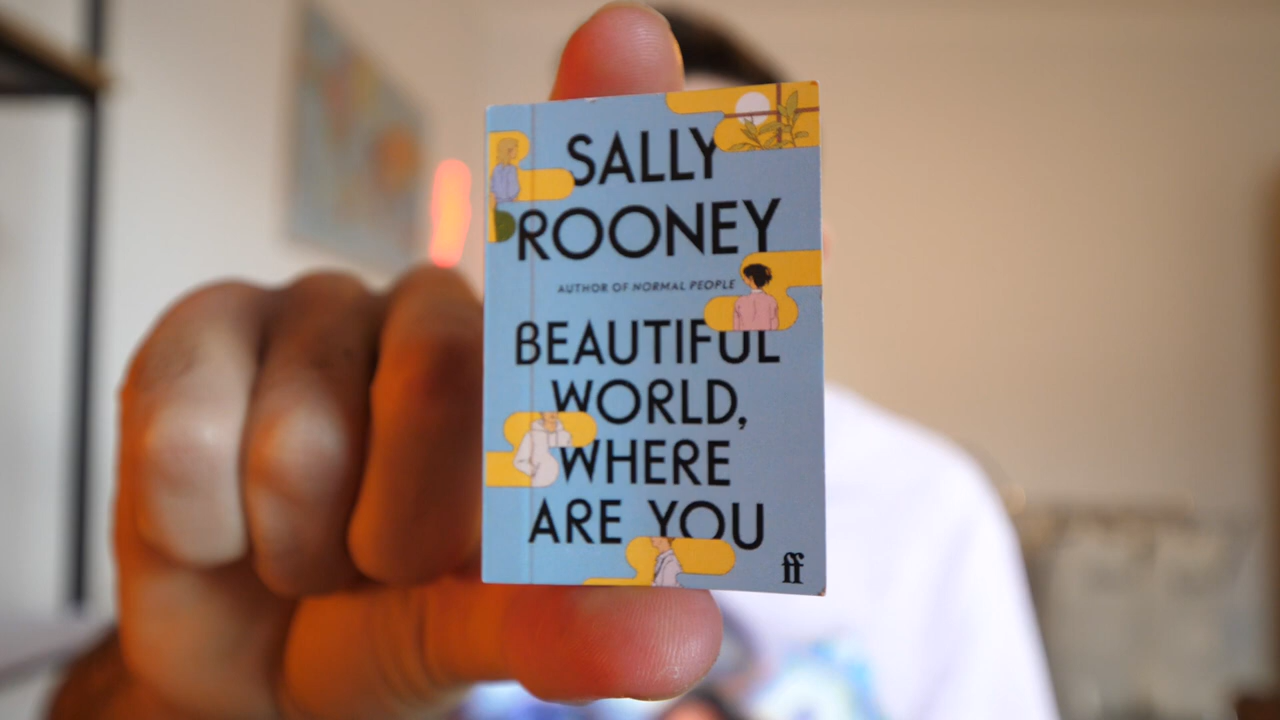 SALLY
ROONEY
AUTHOR OF NORMAL PEOPLE
BEAUTIFUL
WORLD,
WHERE
ARE YOU
ff